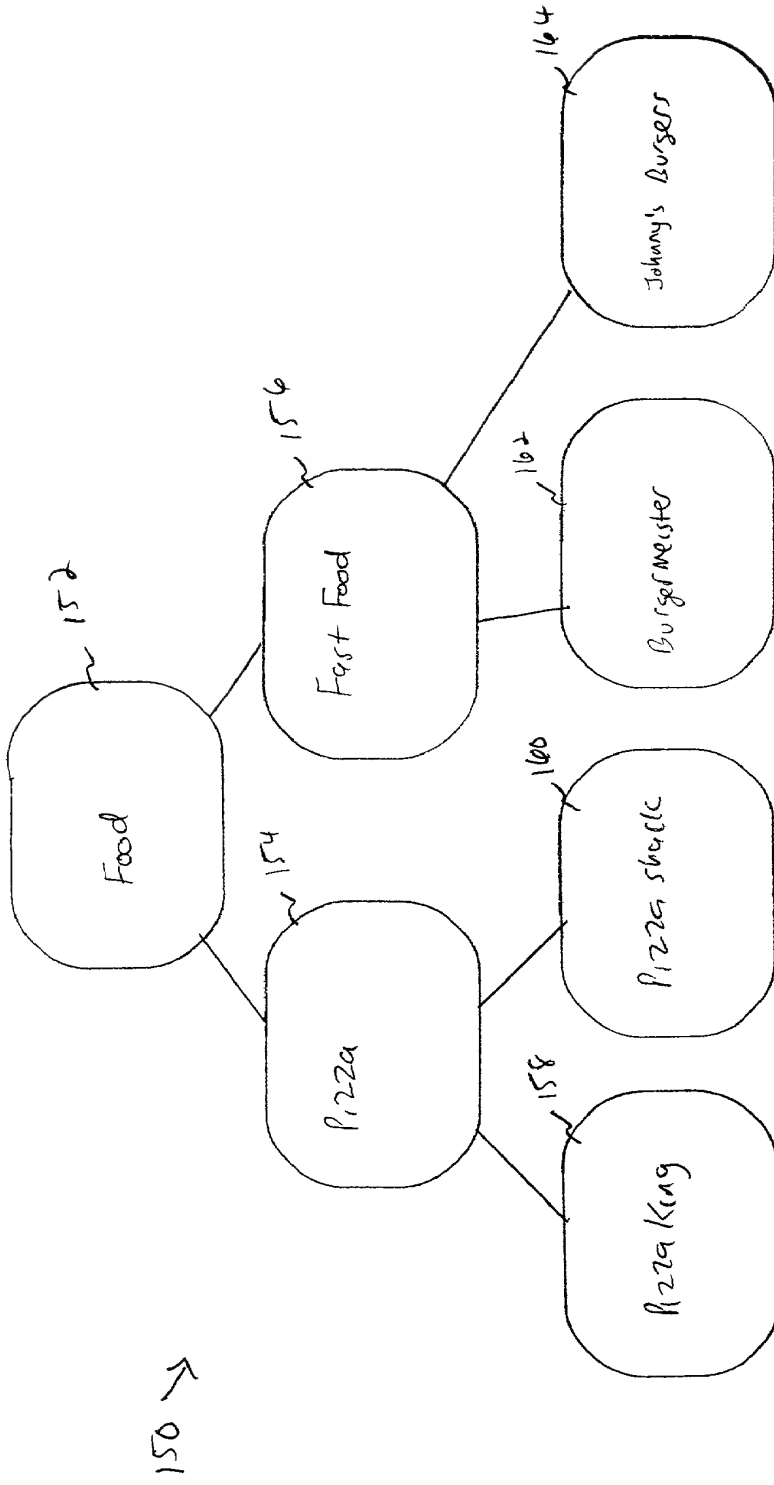 150
152
Food
154
156
Pizza
Fast Food
158
160
162
164
Pizza King
Pizza shack
Burgermeister
Johnny's Burgers